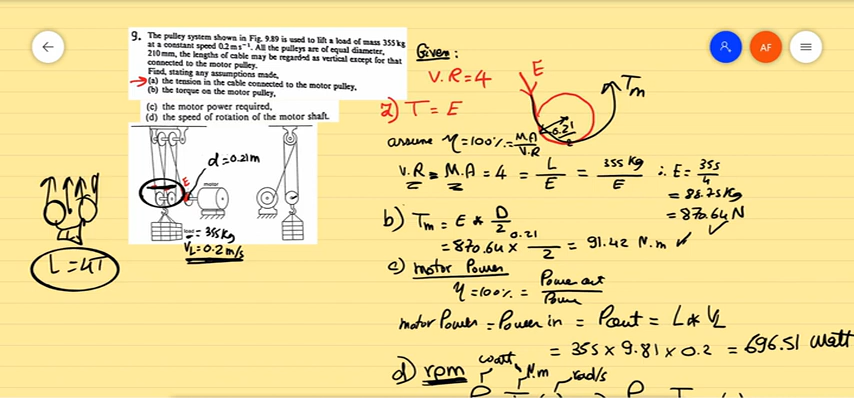 9. The pulley system shown in Fig. 9.89 is used to lift a load of mass 355 kg
at a constant speed 0.2 m s⁻¹. All the pulleys are of equal diameter,
210 mm, the lengths of cable may be regarded as vertical except for that
connected to the motor pulley.
Find, stating any assumptions made,
(a) the tension in the cable connected to the motor pulley,
(b) the torque on the motor pulley,
(c) the motor power required,
(d) the speed of rotation of the motor shaft.
d = 0.21m
E
motor
load
= 355 Kg
VL = 0.2 m/s
L = 4T
AF
Given:
V.R = 4
E
Tm
0.21
2
T = E
assume η = 100% = M.A / V.R
V.R = M.A = 4 = L / E = 355 Kg / E ∴ E = 355 / 4
= 870.64 N
b) Tm = E * D / 2
= 870.64 × 0.21 / 2 = 91.42 N.m
c) motor Power
η = 100% = Power out / Power
motor Power = Power in = Pout = L * VL
= 355 × 9.81 × 0.2 = 696.51 watt
d) rpm
watt
N.m
rad/s